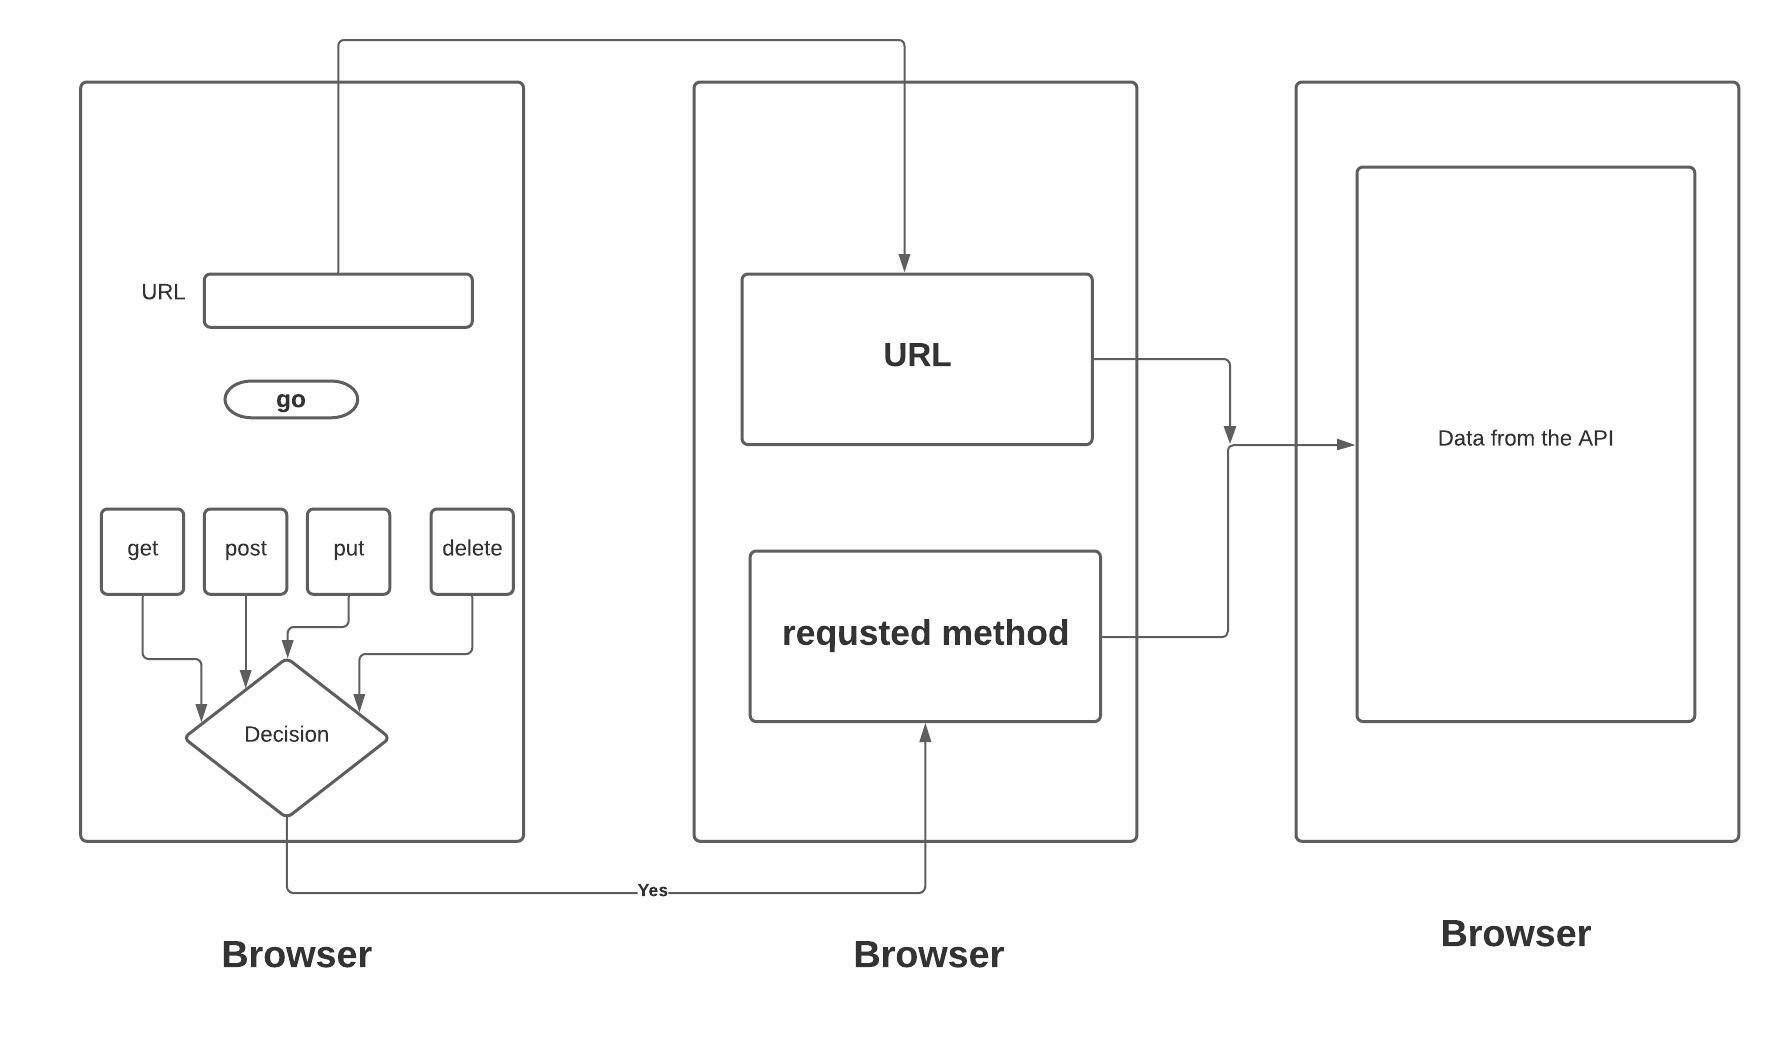 URL
go
get
post
put
delete
Decision
Yes
Browser
URL
requsted method
Browser
Data from the API
Browser